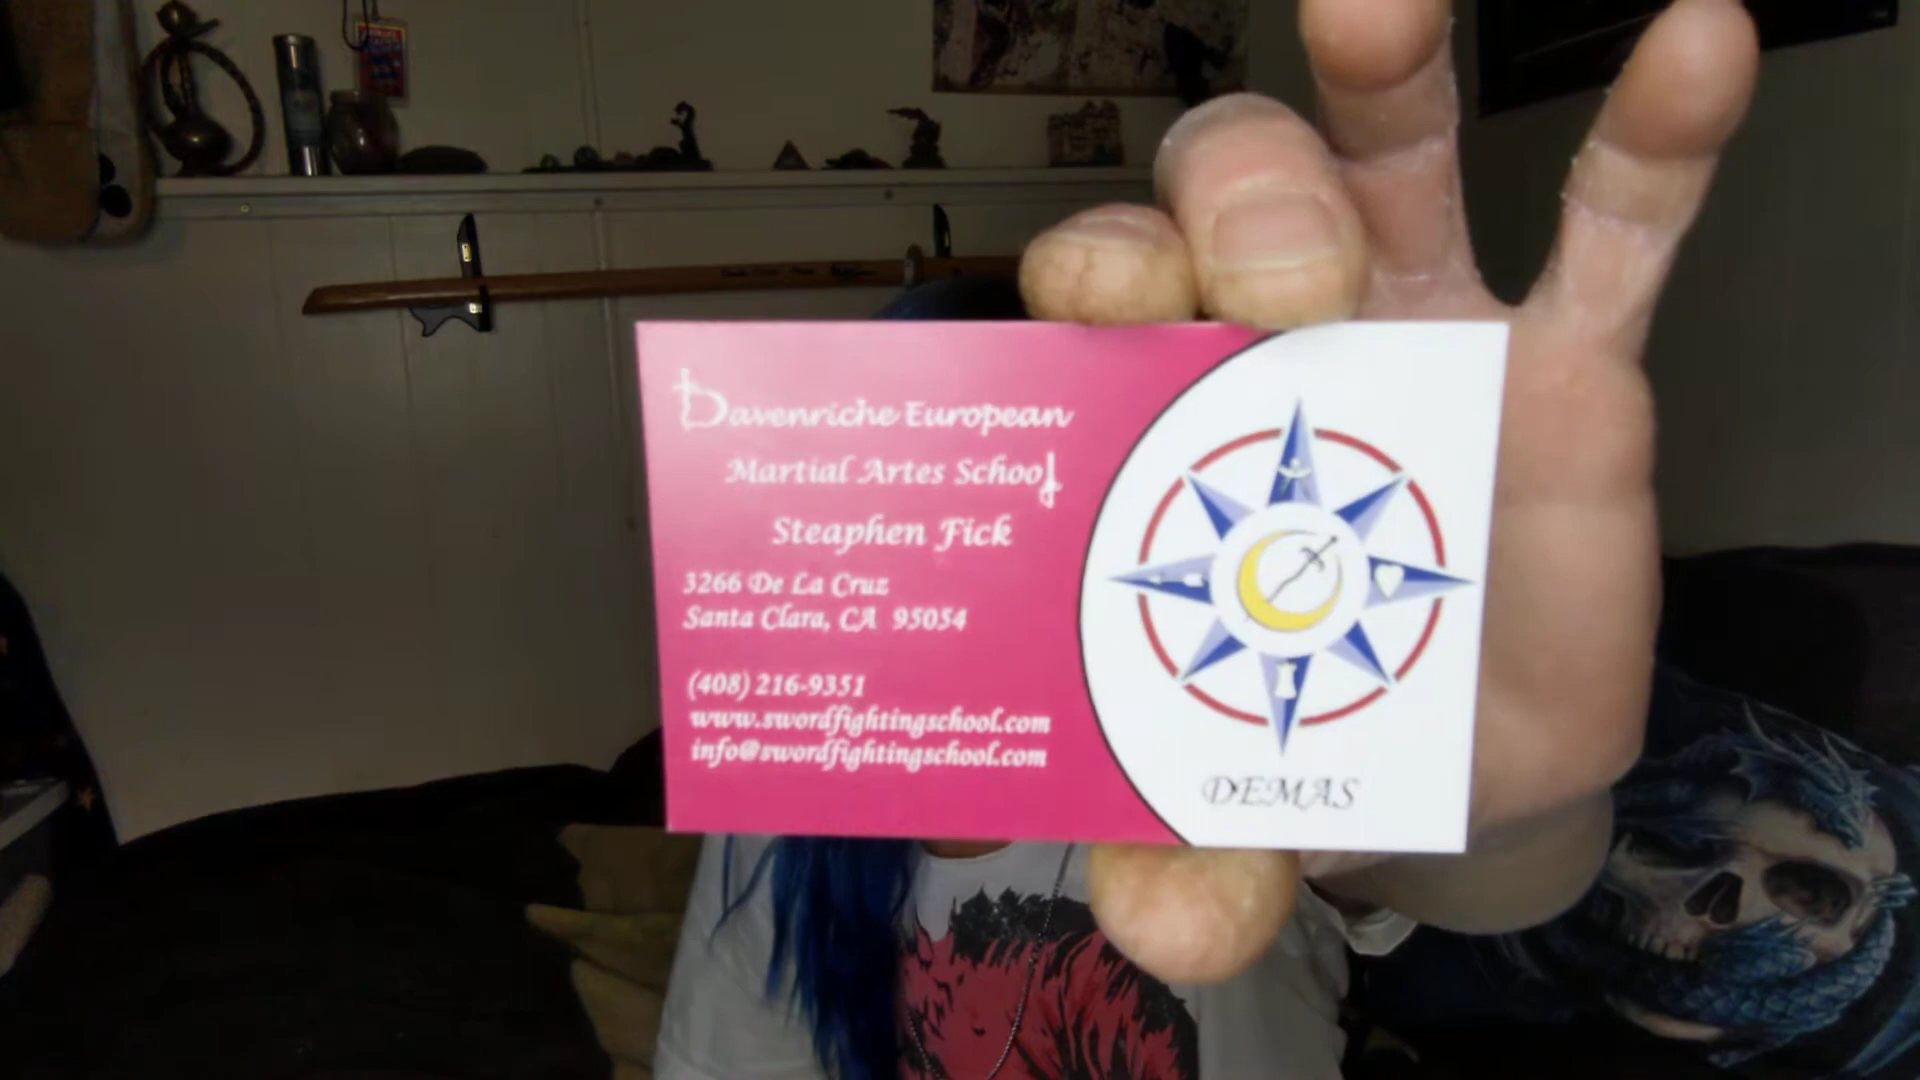 Davenriche European
Martial Artes School
Steaphen Fick
3266 De La Cruz
Santa Clara, CA 95054
(408) 216-9351
www.swordfightingschool.com
info@swordfightingschool.com
DEMAS